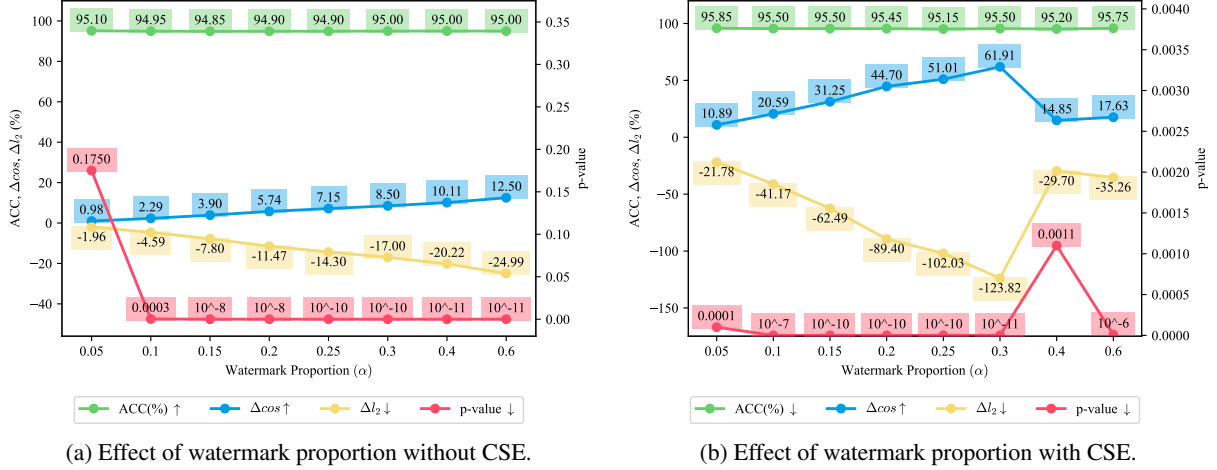 95.10 94.95 94.85 94.90 94.90 95.00 95.00 95.00
100
80
60
40
20
0
−20
−40
ACC, Δcos, Δl₂ (%)
0.35
0.30
0.25
0.20
0.15
0.10
0.05
0.00
p-value
0.1750
0.98 2.29 3.90 5.74 7.15 8.50 10.11 12.50
-1.96 -4.59 -7.80 -11.47 -14.30 -17.00 -20.22 -24.99
0.0003 10^-8 10^-10 10^-10 10^-10 10^-11 10^-11
0.05 0.1 0.15 0.2 0.25 0.3 0.4 0.6
Watermark Proportion (α)
ACC(%) ↑ Δcos ↑ Δl₂ ↓ p-value ↓
(a) Effect of watermark proportion without CSE.
95.85 95.50 95.50 95.45 95.15 95.50 95.20 95.75
100
50
0
−50
−100
−150
ACC, Δcos, Δl₂ (%)
0.0040
0.0035
0.0030
0.0025
0.0020
0.0015
0.0010
0.0005
0.0000
p-value
10.89 20.59 31.25 44.70 51.01 61.91 14.85 17.63
-21.78 -41.17 -62.49 -89.40 -102.03 -123.82 -29.70 -35.26
0.0001 10^-7 10^-10 10^-10 10^-10 10^-11 0.0011 10^-6
0.05 0.1 0.15 0.2 0.25 0.3 0.4 0.6
Watermark Proportion (α)
ACC(%) ↓ Δcos ↑ Δl₂ ↓ p-value ↓
(b) Effect of watermark proportion with CSE.